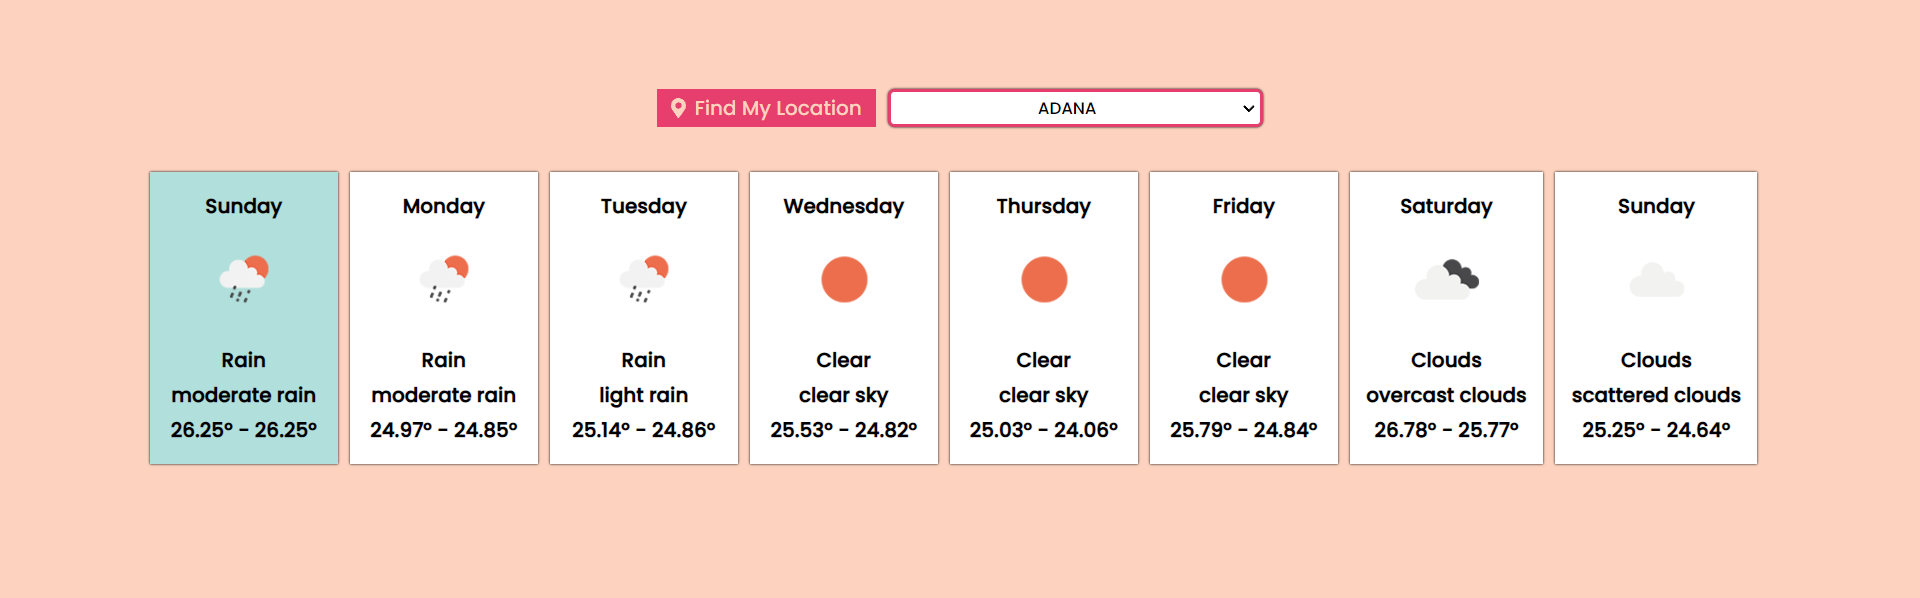 Find My Location
ADANA
Sunday
Rain
moderate rain
26.25° - 26.25°
Monday
Rain
moderate rain
24.97° - 24.85°
Tuesday
Rain
light rain
25.14° - 24.86°
Wednesday
Clear
clear sky
25.53° - 24.82°
Thursday
Clear
clear sky
25.03° - 24.06°
Friday
Clear
clear sky
25.79° - 24.84°
Saturday
Clouds
overcast clouds
26.78° - 25.77°
Sunday
Clouds
scattered clouds
25.25° - 24.64°